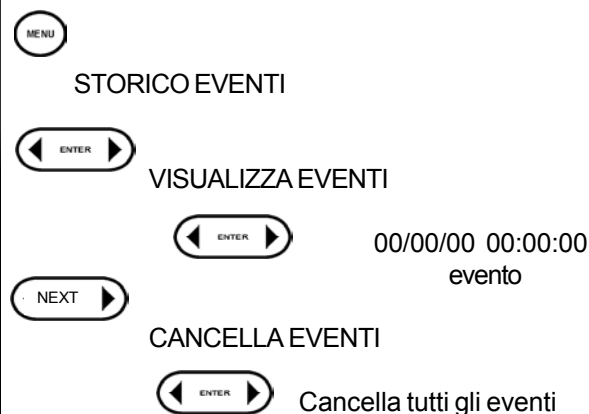 MENU
STORICO EVENTI
ENTER
VISUALIZZA EVENTI
ENTER
00/00/00 00:00:00
evento
NEXT
CANCELLA EVENTI
ENTER
Cancella tutti gli eventi